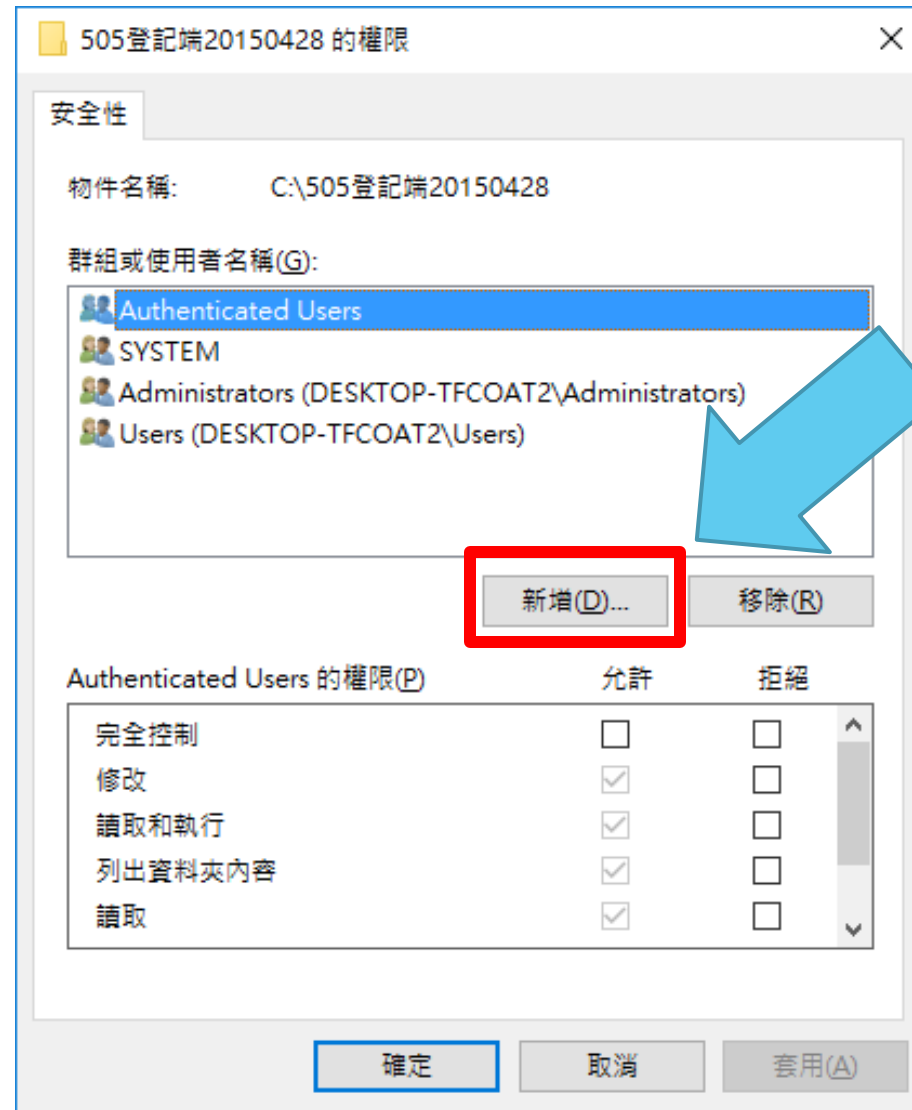 505登記端20150428 的權限
安全性
物件名稱: C:\505登記端20150428
群組或使用者名稱(G):
Authenticated Users
SYSTEM
Administrators (DESKTOP-TFCOAT2\Administrators)
Users (DESKTOP-TFCOAT2\Users)
新增(D)... 移除(R)
Authenticated Users 的權限(P) 允許 拒絕
完全控制
修改
讀取和執行
列出資料夾內容
讀取
確定 取消 套用(A)